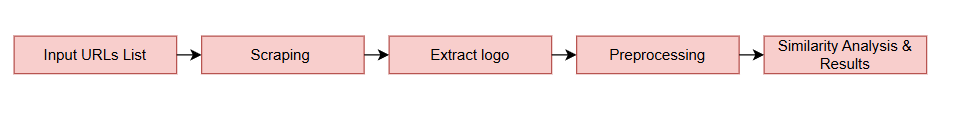 Input URLs List
Scraping
Extract logo
Preprocessing
Similarity Analysis &
Results